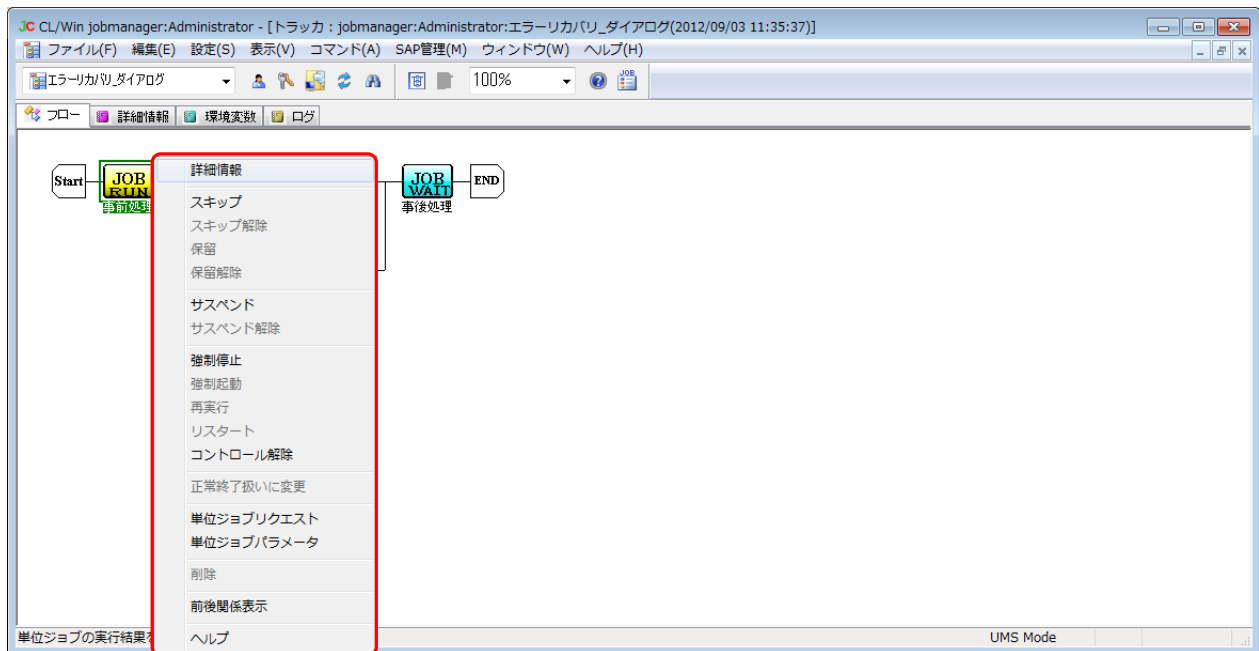 JC CL/Win jobmanager:Administrator - [トラッカ : jobmanager:Administrator:エラーリカバリ_ダイアログ(2012/09/03 11:35:37)]
ファイル(F) 編集(E) 設定(S) 表示(V) コマンド(A) SAP管理(M) ウィンドウ(W) ヘルプ(H)
エラーリカバリ_ダイアログ 100% JOB
フロー 詳細情報 環境変数 ログ
Start JOB RUN 事前処理
JOB WAIT 事後処理 END
詳細情報
スキップ
スキップ解除
保留
保留解除
サスペンド
サスペンド解除
強制停止
強制起動
再実行
リスタート
コントロール解除
正常終了扱いに変更
単位ジョブリクエスト
単位ジョブパラメータ
削除
前後関係表示
ヘルプ
単位ジョブの実行結果を UMS Mode